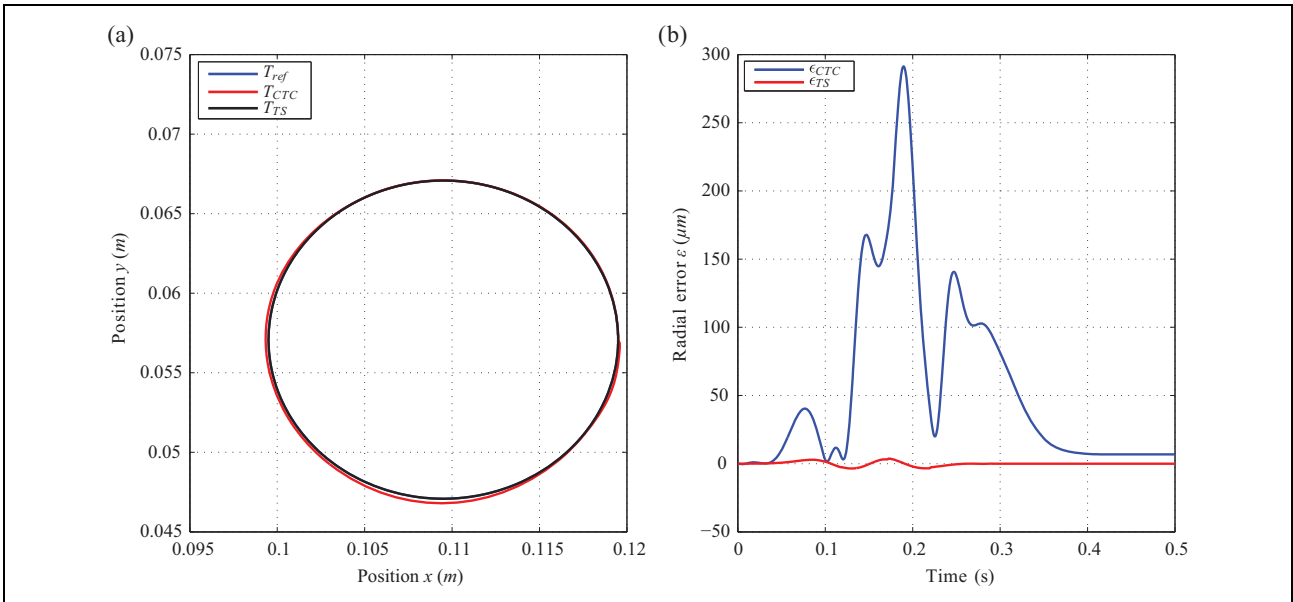 (a)
0.075
0.07
0.065
0.06
0.055
0.05
0.045
Position y (m)
T_ref
T_CTC
T_TS
0.095
0.1
0.105
0.11
0.115
0.12
Position x (m)
(b)
300
250
200
150
100
50
0
−50
Radial error ε (μm)
ϵ_CTC
ϵ_TS
0
0.1
0.2
0.3
0.4
0.5
Time (s)